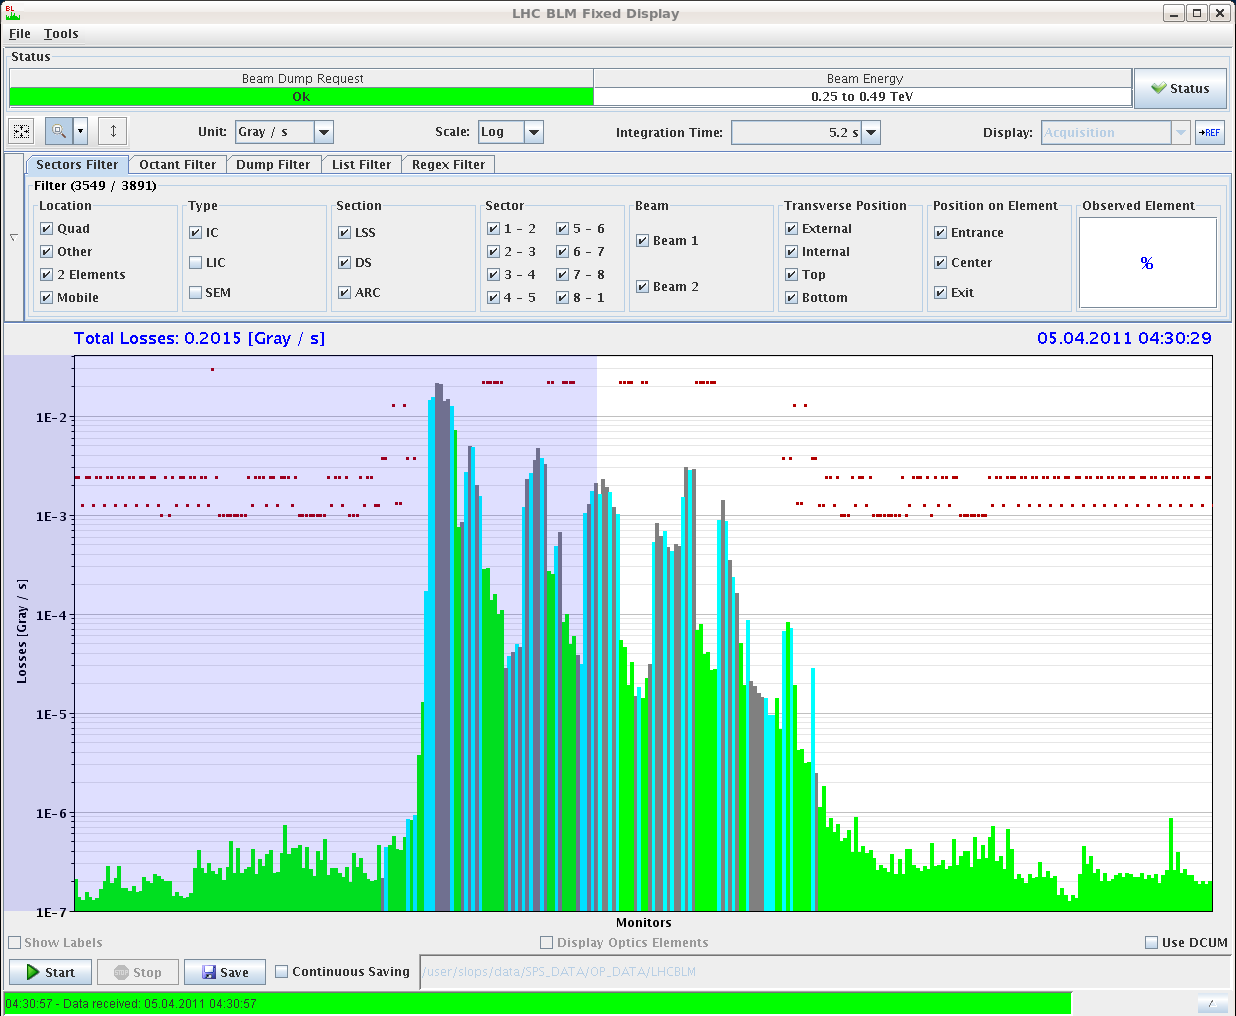 BL
LHC BLM Fixed Display
File Tools
Status
Beam Dump Request Beam Energy
Ok 0.25 to 0.49 TeV
Status
Unit: Gray / s Scale: Log Integration Time: 5.2 s Display: Acquisition REF
Sectors Filter Octant Filter Dump Filter List Filter Regex Filter
Filter (3549 / 3891)
Location Type Section Sector Beam Transverse Position Position on Element Observed Element
Quad IC LSS 1 - 2 5 - 6 Beam 1 External Entrance
Other LIC DS 2 - 3 6 - 7 Beam 2 Internal Center %
2 Elements SEM ARC 3 - 4 7 - 8 Top Exit
Mobile 4 - 5 8 - 1 Bottom
Total Losses: 0.2015 [Gray / s] 05.04.2011 04:30:29
1E-2
1E-3
1E-4
1E-5
1E-6
1E-7
Losses [Gray / s]
Monitors
Show Labels Display Optics Elements Use DCUM
Start STOP Stop Save Continuous Saving /user/slops/data/SPS_DATA/OP_DATA/LHCBLM
04:30:57 - Data received: 05.04.2011 04:30:57